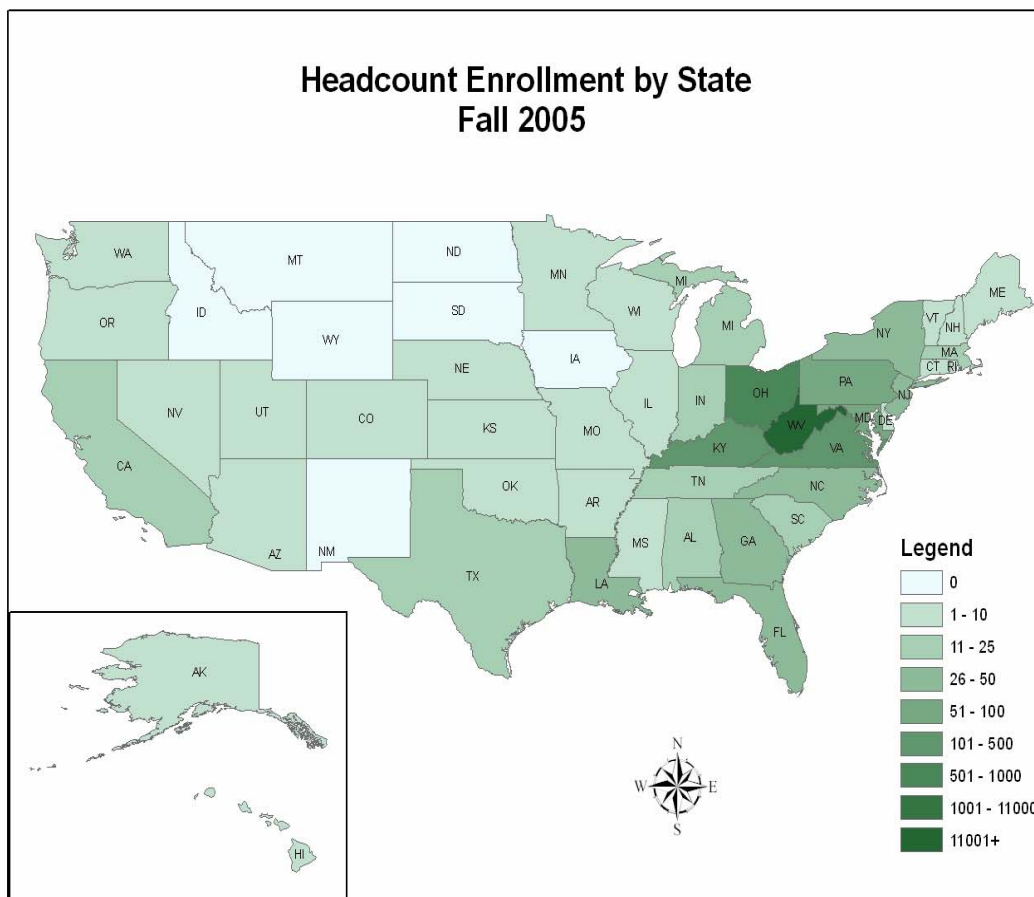 Headcount Enrollment by State
Fall 2005
WA
MT
ND
MN
MI
ME
OR
ID
SD
WI
VT
NH
WY
MI
NY
MA
CT
RI
IA
NE
PA
NJ
OH
NV
UT
CO
IL
IN
MD
DE
WV
KS
MO
KY
VA
CA
TN
NC
OK
AR
SC
AZ
NM
MS
AL
GA
TX
LA
FL
Legend
0
1 - 10
11 - 25
26 - 50
51 - 100
101 - 500
501 - 1000
1001 - 11000
11001+
AK
HI
N
W
E
S